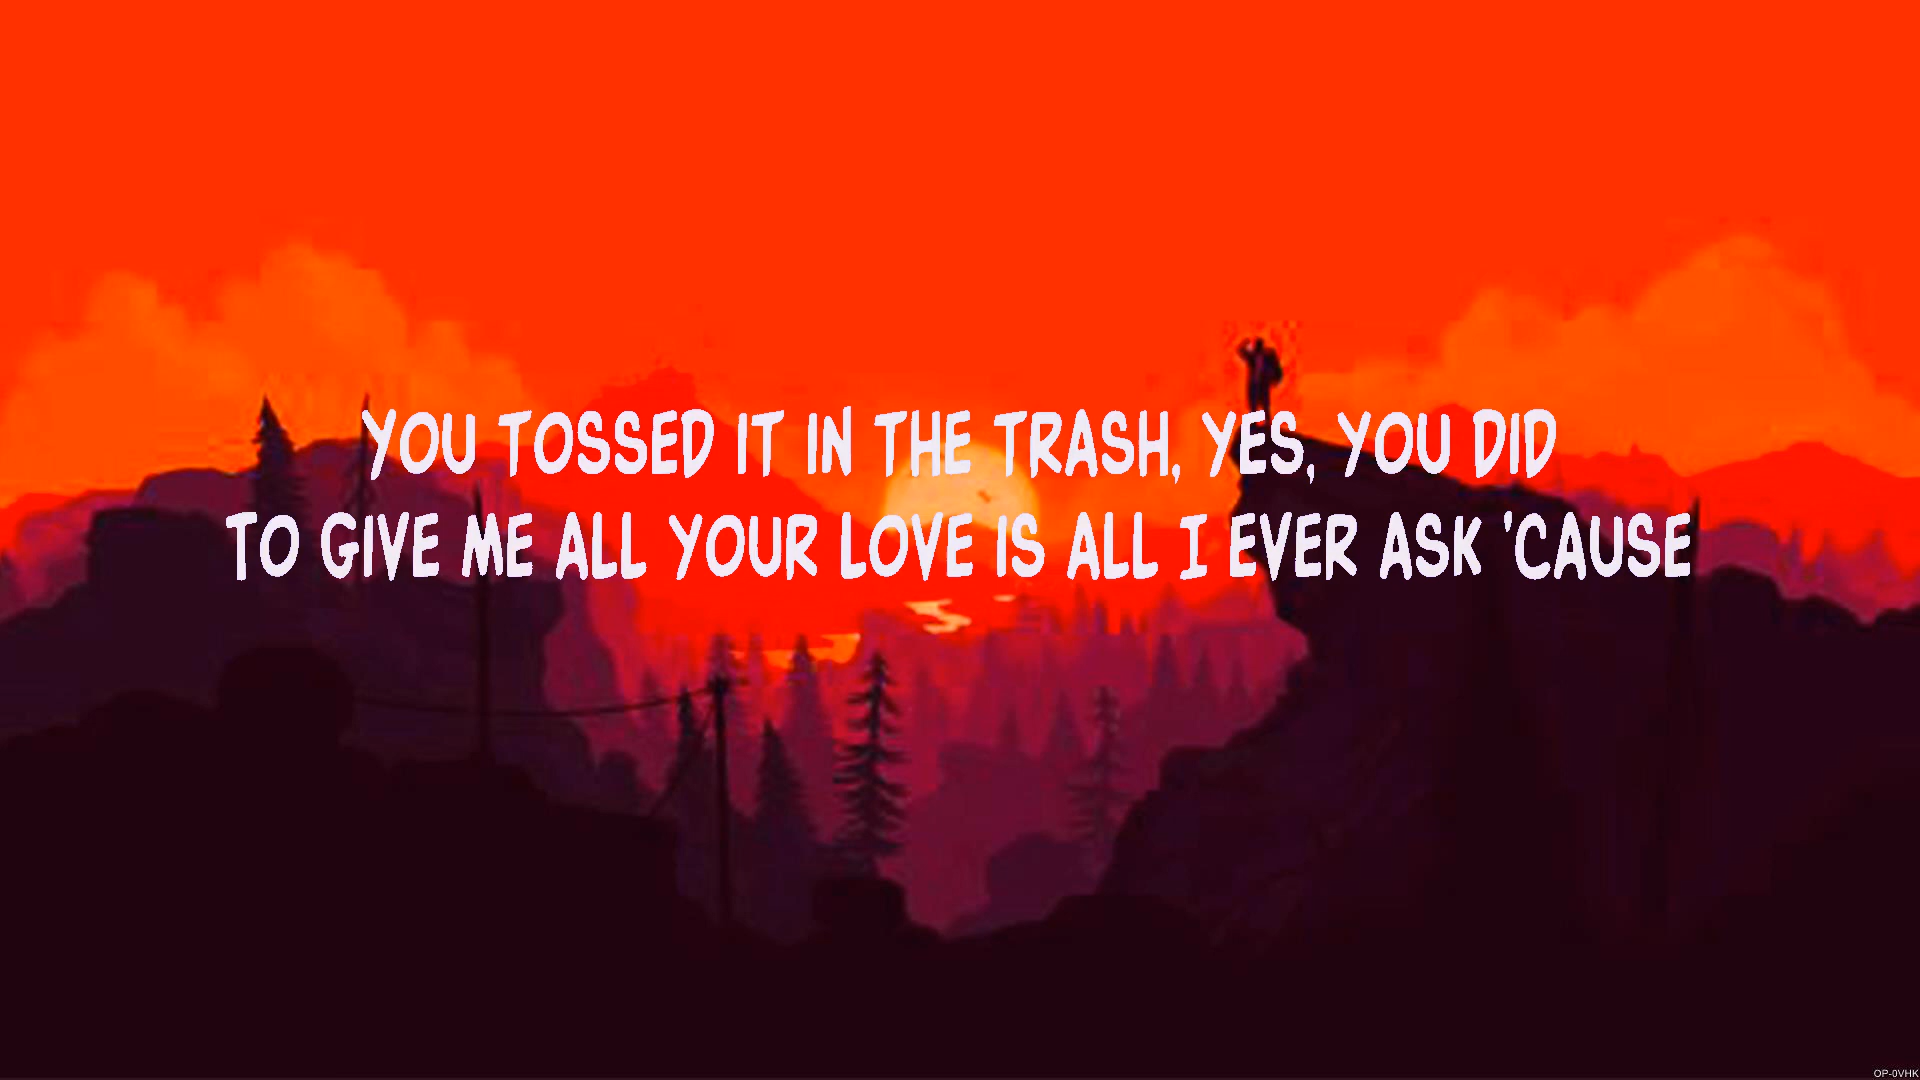 YOU TOSSED IT IN THE TRASH, YES, YOU DID
TO GIVE ME ALL YOUR LOVE IS ALL I EVER ASK 'CAUSE
OP-0VHK